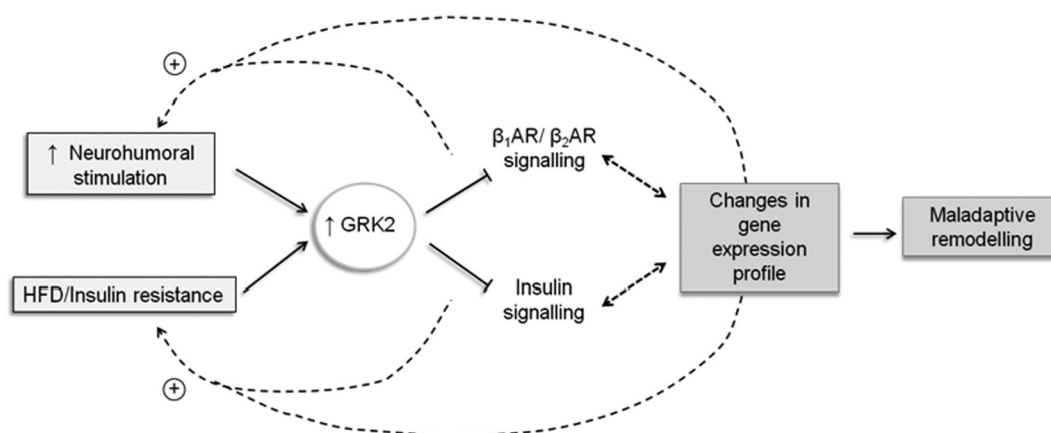 +
↑ Neurohumoral
stimulation
↑ GRK2
HFD/Insulin resistance
+
β₁AR/ β₂AR
signalling
Insulin
signalling
Changes in
gene
expression
profile
Maladaptive
remodelling